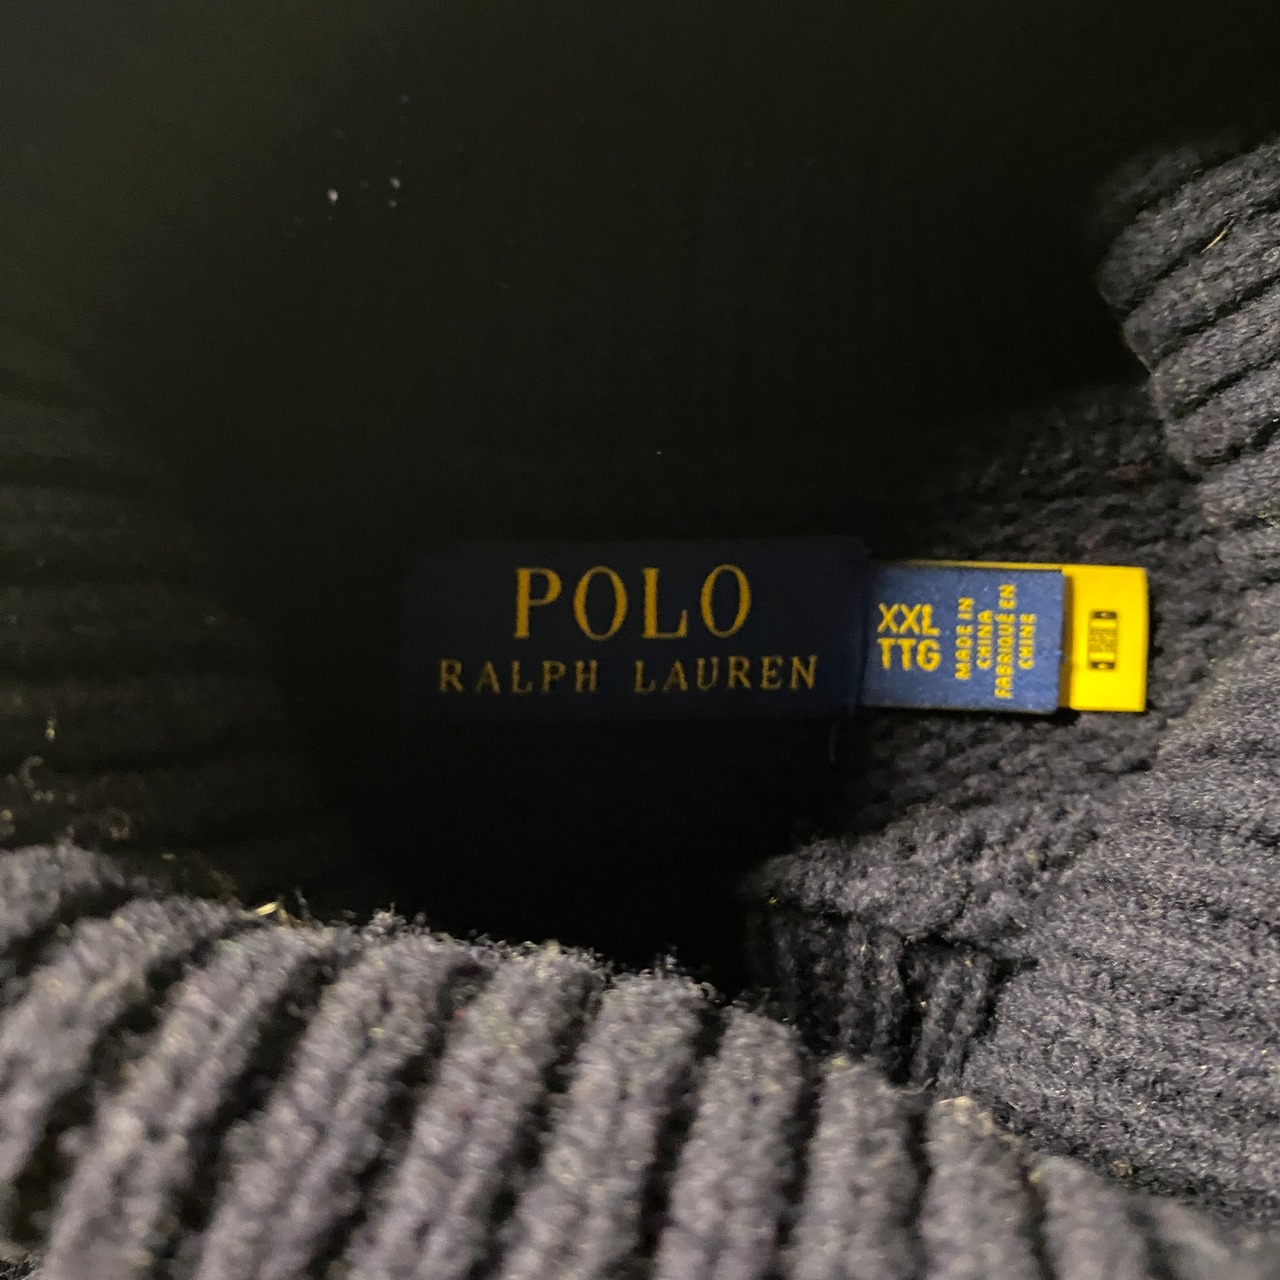 POLO
RALPH LAUREN
XXL
TTG
MADE IN
CHINA
FABRIQUÉ EN
CHINE